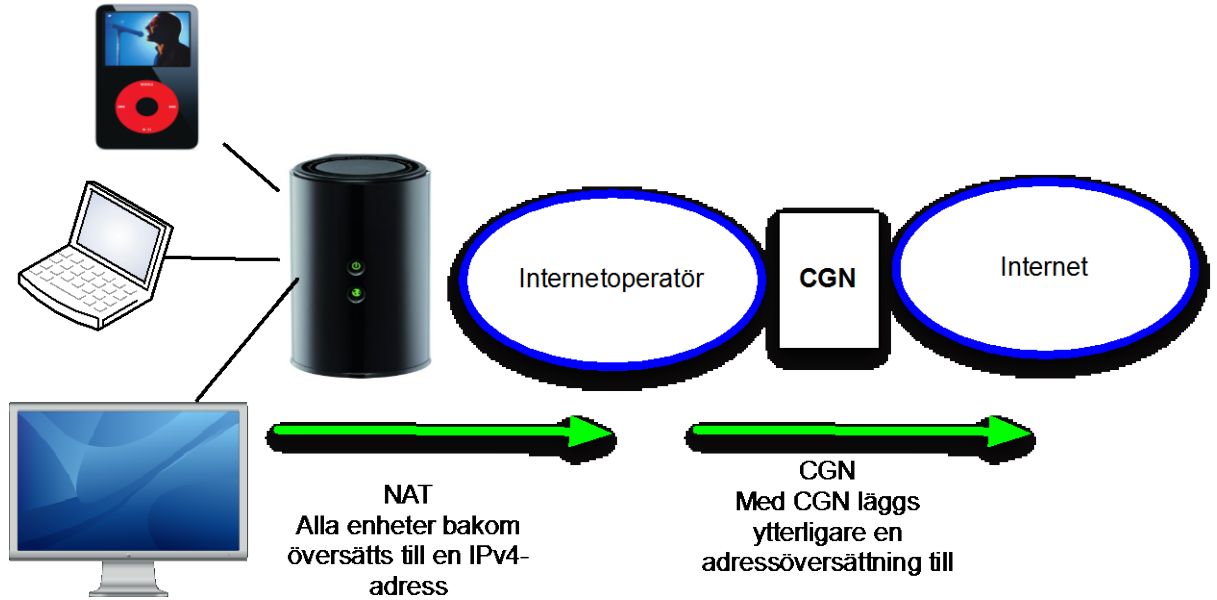 Internetoperatör
CGN
Internet
NAT
Alla enheter bakom
översätts till en IPv4-
adress
CGN
Med CGN läggs
ytterligare en
adressöversättning till